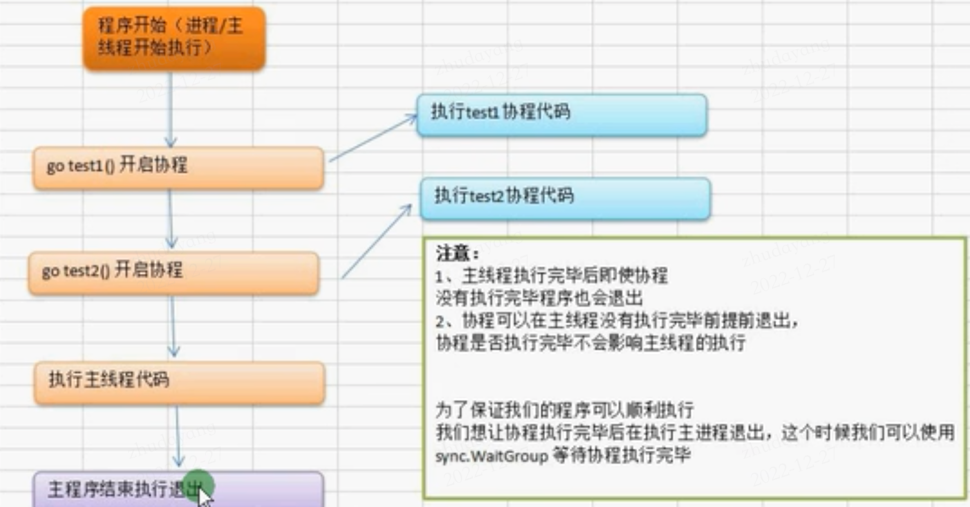 程序开始（进程/主
线程开始执行）
执行test1协程代码
go test1() 开启协程
执行test2协程代码
go test2() 开启协程
注意：
1、主线程执行完毕后即使协程
没有执行完毕程序也会退出
2、协程可以在主线程没有执行完毕前提前退出，
协程是否执行完毕不会影响主线程的执行
执行主线程代码
为了保证我们的程序可以顺利执行
我们想让协程执行完毕后在执行主进程退出，这个时候我们可以使用
sync.WaitGroup 等待协程执行完毕
主程序结束执行退出